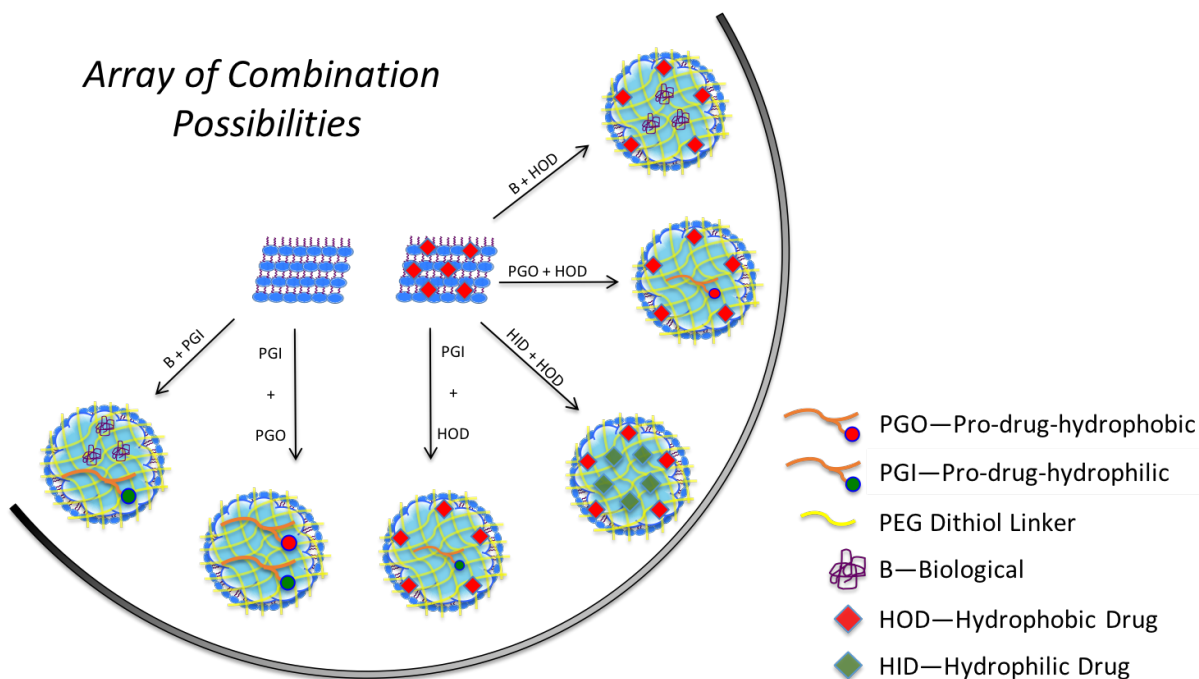 Array of Combination
Possibilities
B + HOD
PGO + HOD
HID + HOD
PGI
+
HOD
PGI
+
PGO
B + PGI
PGO—Pro-drug-hydrophobic
PGI—Pro-drug-hydrophilic
PEG Dithiol Linker
B—Biological
HOD—Hydrophobic Drug
HID—Hydrophilic Drug